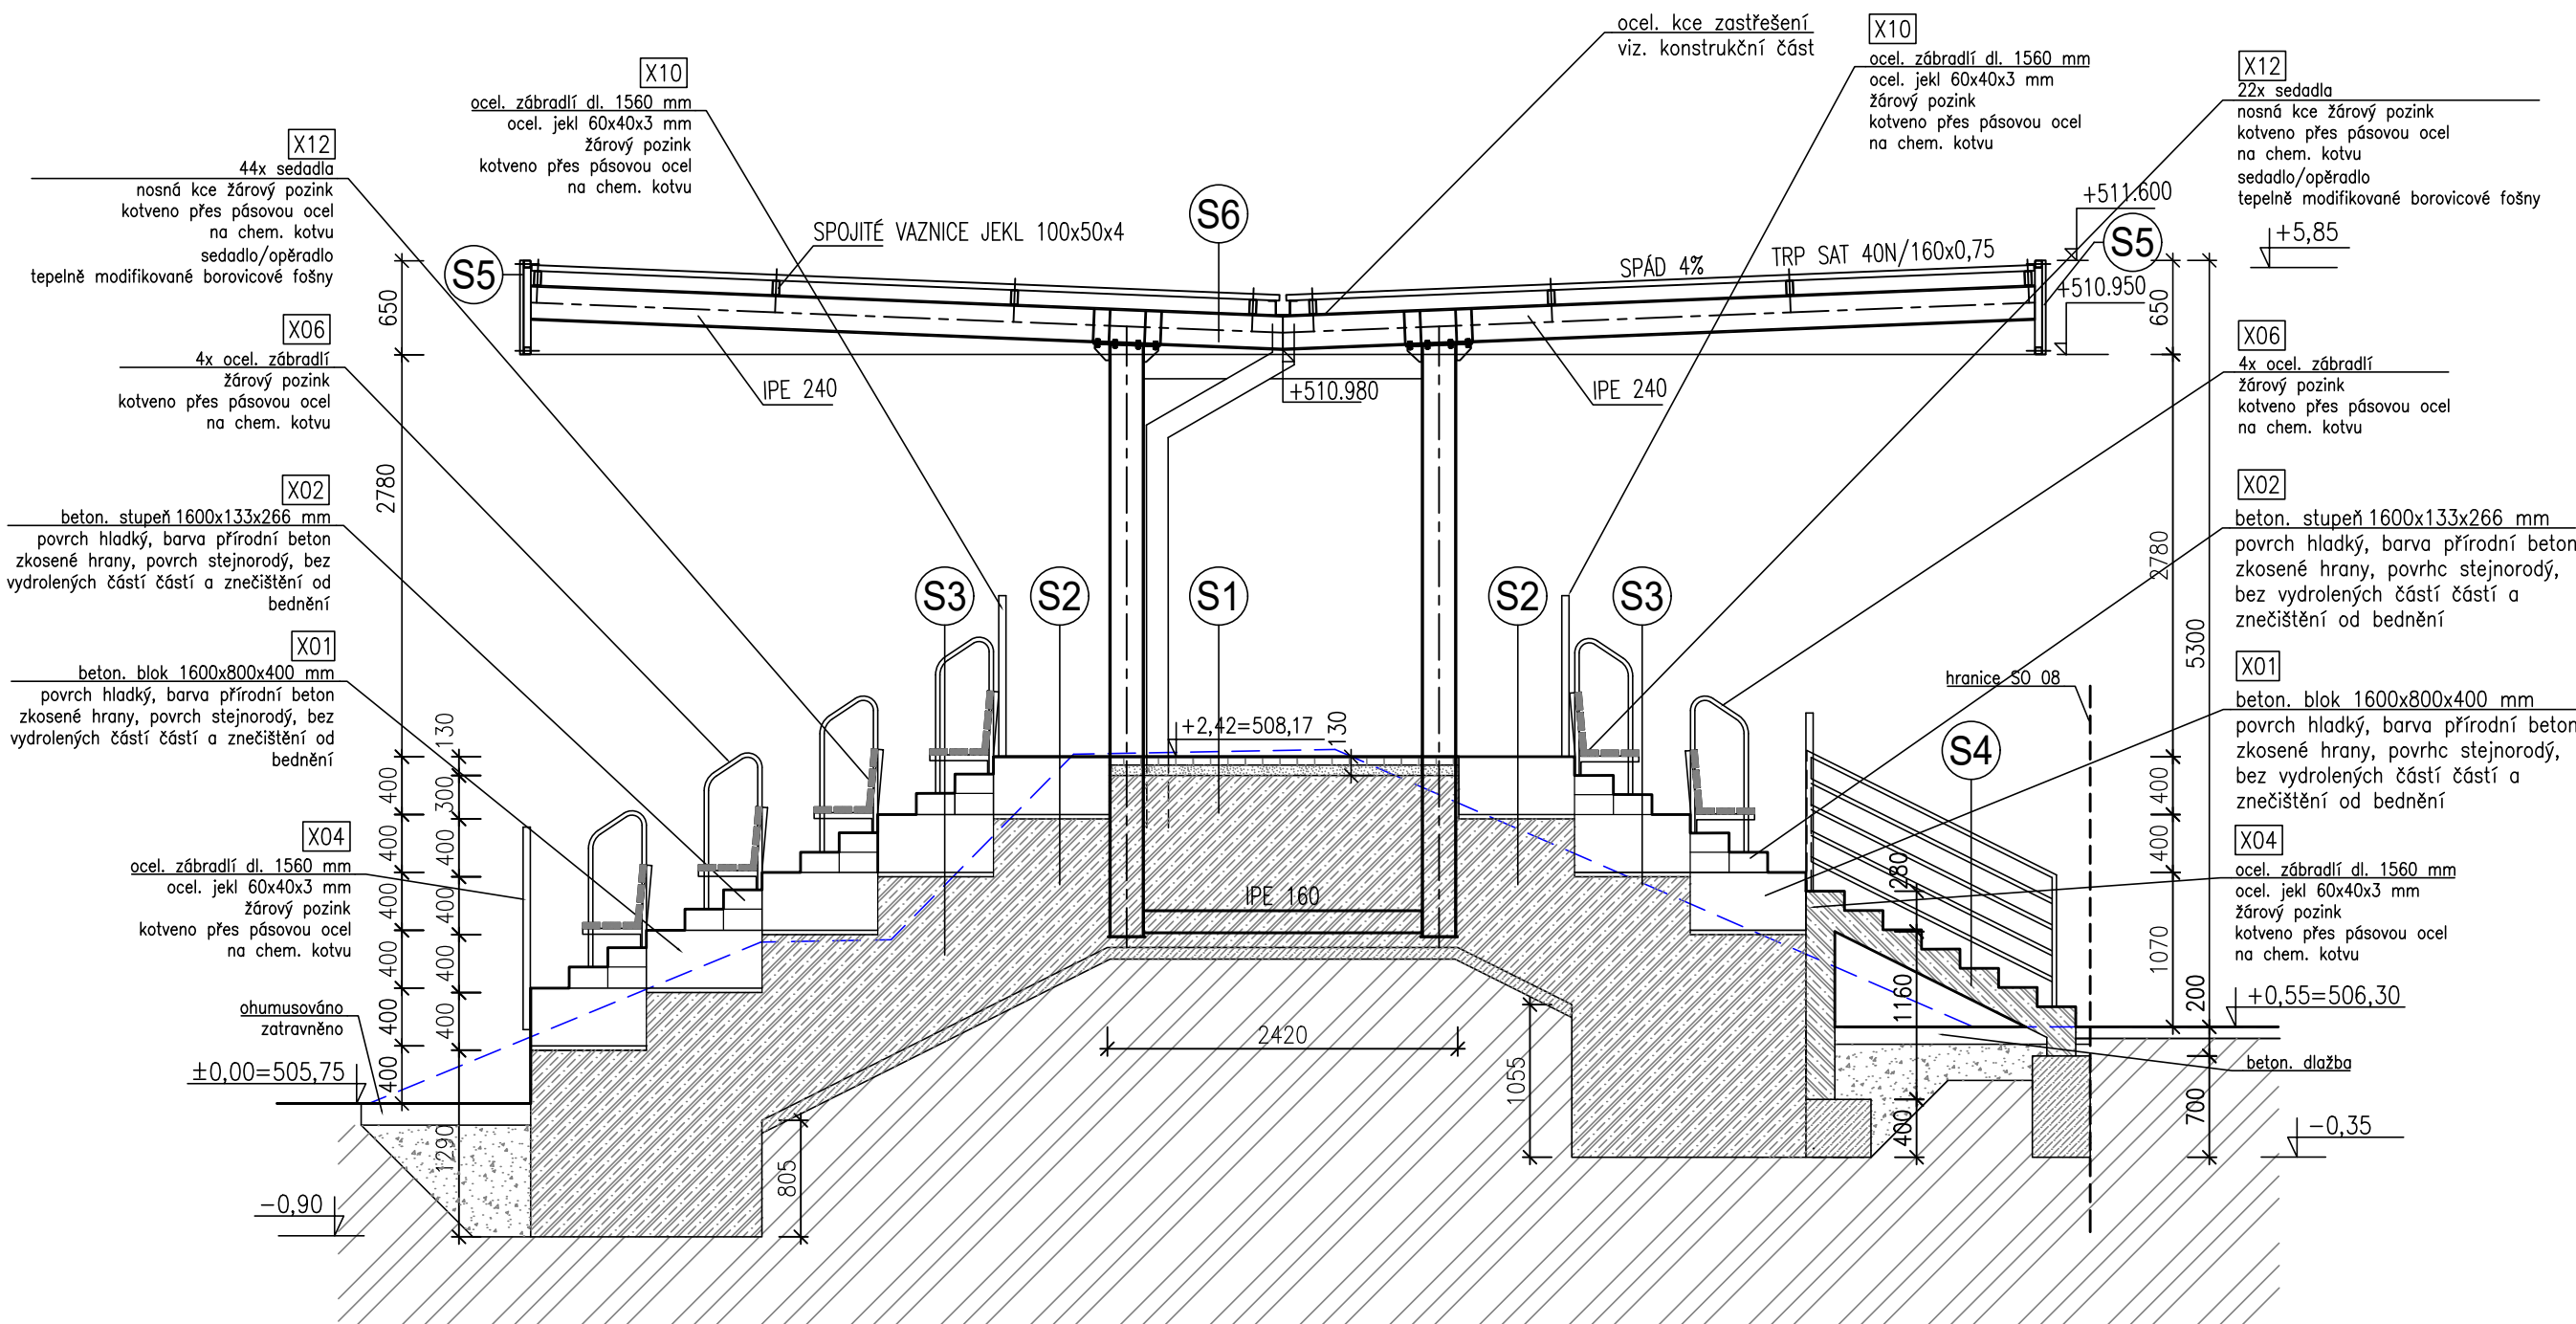 ocel. kce zastřešení
viz. konstrukční část
X10
ocel. zábradlí dl. 1560 mm
ocel. jekl 60x40x3 mm
žárový pozink
kotveno přes pásovou ocel
na chem. kotvu
X10
ocel. zábradlí dl. 1560 mm
ocel. jekl 60x40x3 mm
žárový pozink
kotveno přes pásovou ocel
na chem. kotvu
X12
22x sedadla
nosná kce žárový pozink
kotveno přes pásovou ocel
na chem. kotvu
sedadlo/opěradlo
tepelně modifikované borovicové fošny
X12
44x sedadla
nosná kce žárový pozink
kotveno přes pásovou ocel
na chem. kotvu
sedadlo/opěradlo
tepelně modifikované borovicové fošny
X06
4x ocel. zábradlí
žárový pozink
kotveno přes pásovou ocel
na chem. kotvu
X02
beton. stupeň 1600x133x266 mm
povrch hladký, barva přírodní beton
zkosené hrany, povrch stejnorodý, bez
vydrolených částí částí a znečištění od
bednění
X01
beton. blok 1600x800x400 mm
povrch hladký, barva přírodní beton
zkosené hrany, povrch stejnorodý, bez
vydrolených částí částí a znečištění od
bednění
X04
ocel. zábradlí dl. 1560 mm
ocel. jekl 60x40x3 mm
žárový pozink
kotveno přes pásovou ocel
na chem. kotvu
ohumusováno
zatravněno
±0,00=505,75
-0,90
650
2780
400
400
400
400
400
400
130
300
400
400
400
400
1290
805
S5
SPOJITÉ VAZNICE JEKL 100x50x4
S6
SPÁD 4%
TRP SAT 40N/160x0,75
+511.600
S5
+5,85
+510.950
IPE 240
+510.980
IPE 240
S3
S2
S1
S2
S3
+2,42=508,17
130
IPE 160
2420
1055
S4
hranice SO 08
280
1160
400
650
2780
400
400
1070
5300
200
700
X06
4x ocel. zábradlí
žárový pozink
kotveno přes pásovou ocel
na chem. kotvu
X02
beton. stupeň 1600x133x266 mm
povrch hladký, barva přírodní beton
zkosené hrany, povrhc stejnorodý,
bez vydrolených částí částí a
znečištění od bednění
X01
beton. blok 1600x800x400 mm
povrch hladký, barva přírodní beton
zkosené hrany, povrhc stejnorodý,
bez vydrolených částí částí a
znečištění od bednění
X04
ocel. zábradlí dl. 1560 mm
ocel. jekl 60x40x3 mm
žárový pozink
kotveno přes pásovou ocel
na chem. kotvu
+0,55=506,30
beton. dlažba
-0,35